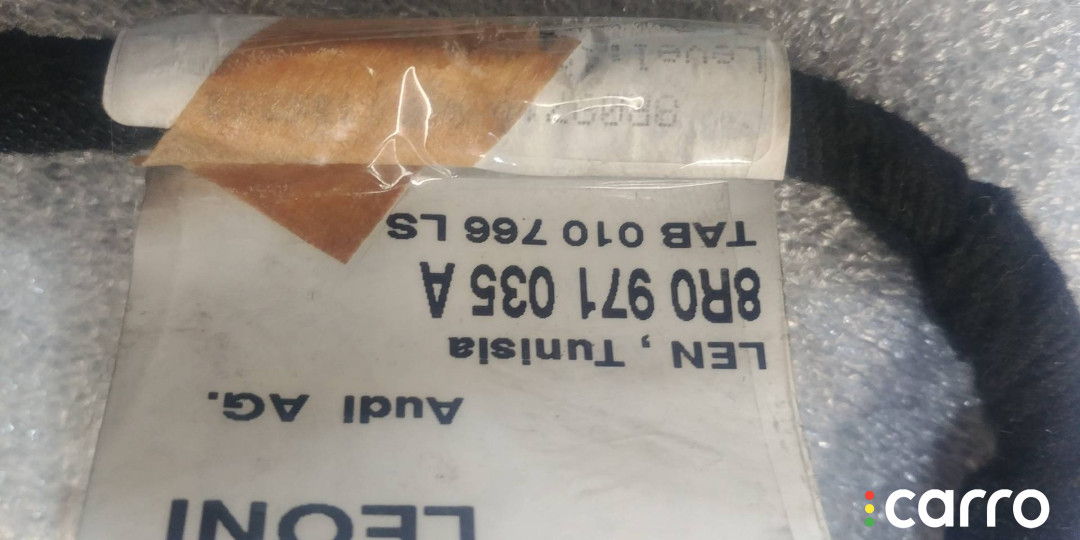 LEONI
Audi AG.
LEN, Tunisia
8R0 971 035 A
TAB 010 766 LS
carro